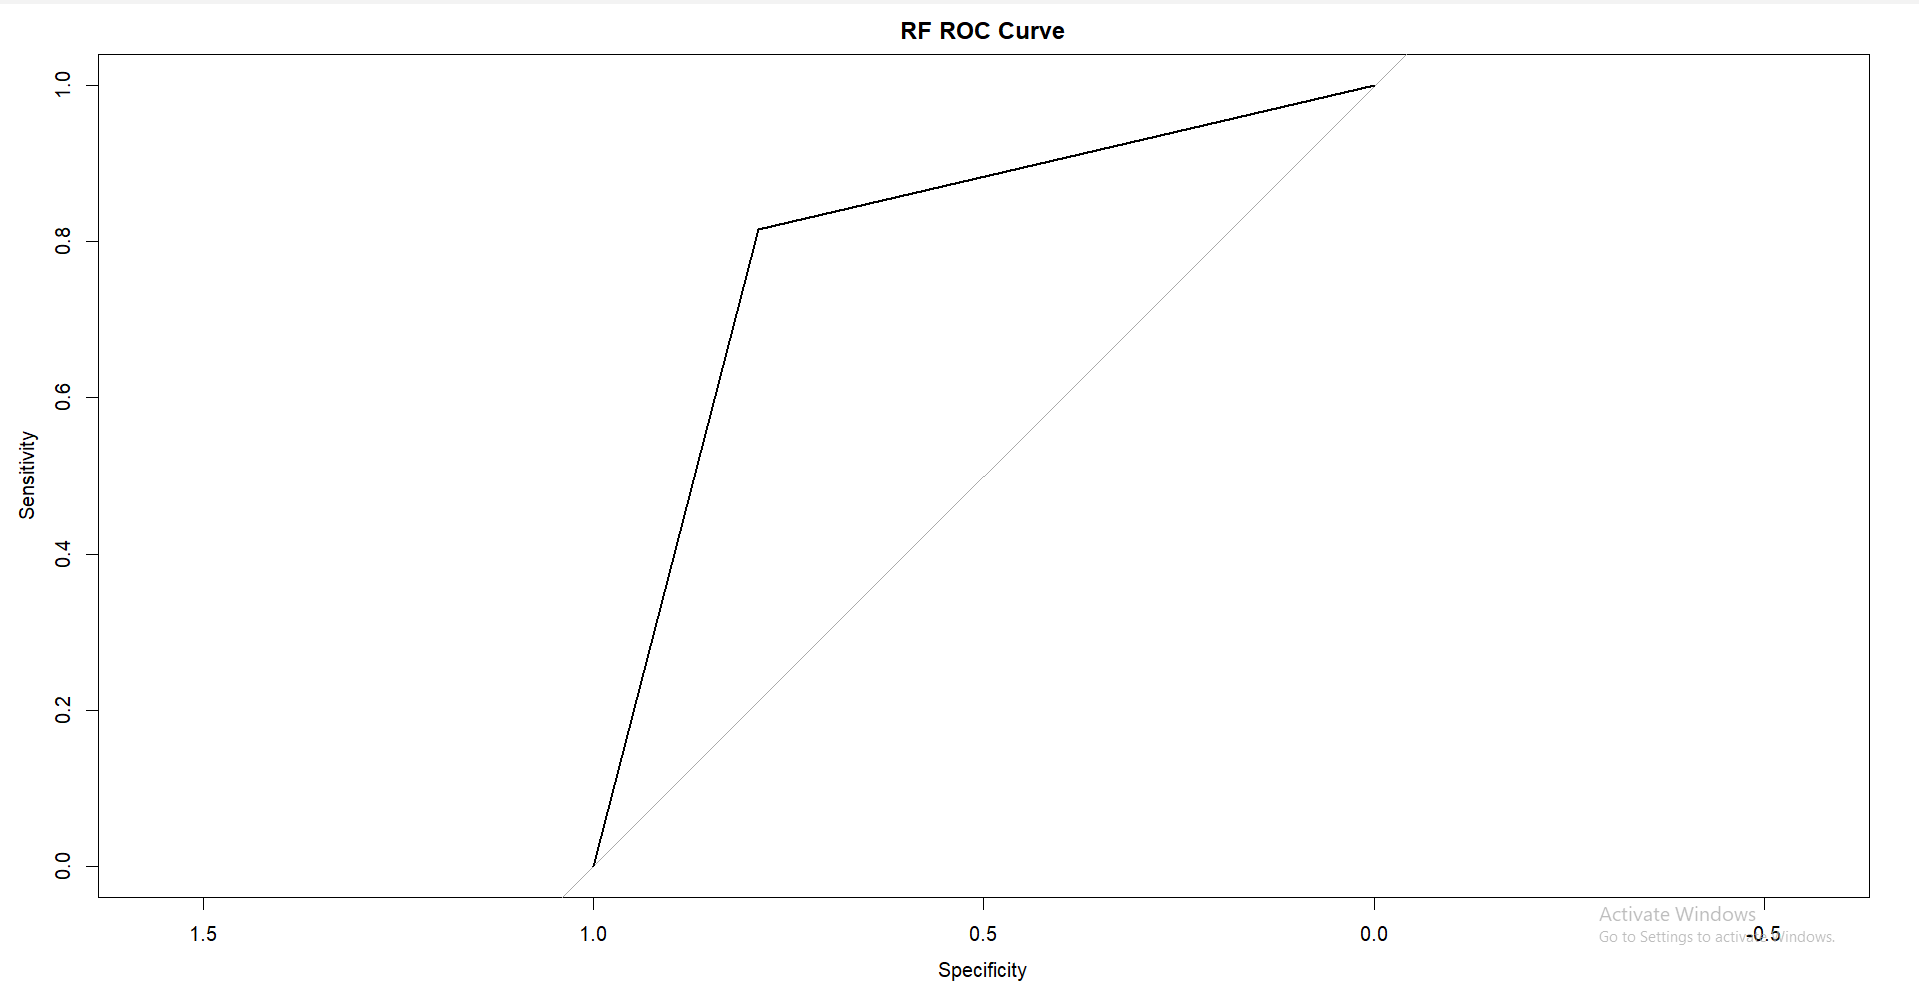 RF ROC Curve
1.0
0.8
0.6
0.4
0.2
0.0
Sensitivity
1.5
1.0
0.5
0.0
-0.5
Specificity
Activate Windows
Go to Settings to activate Windows.